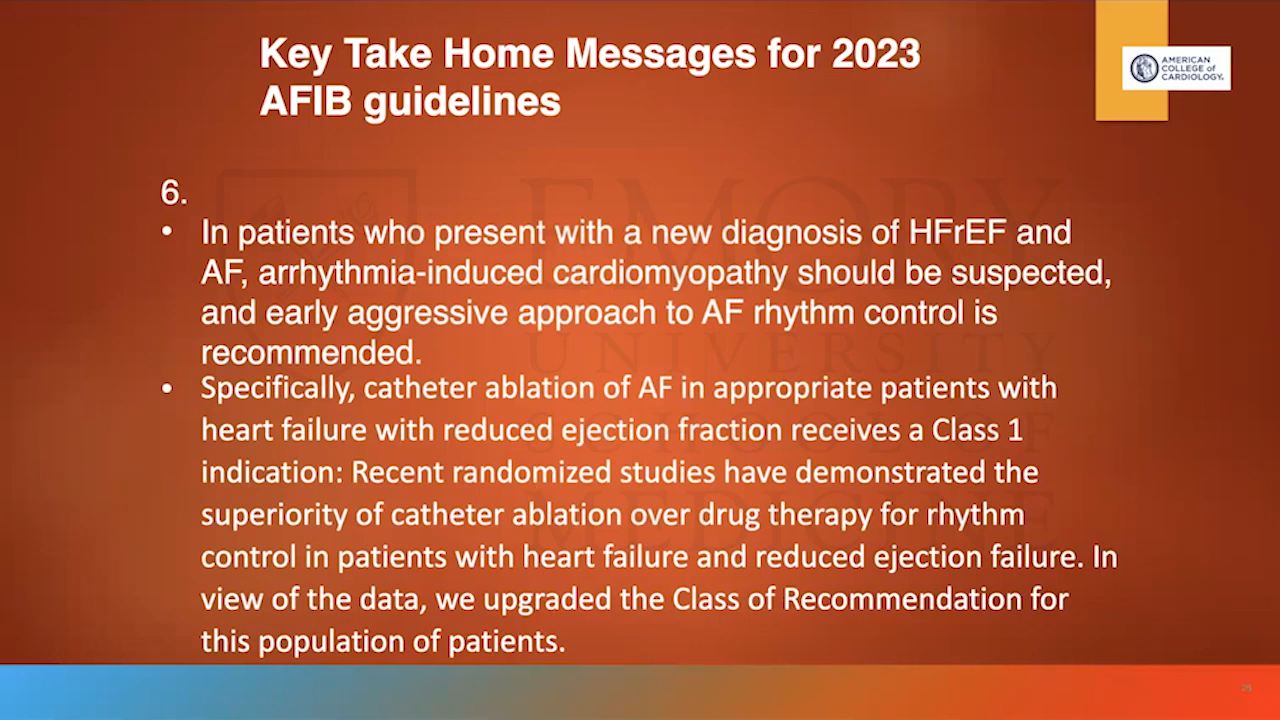 Key Take Home Messages for 2023
AFIB guidelines
AMERICAN
COLLEGE of
CARDIOLOGY.
6.
• In patients who present with a new diagnosis of HFrEF and
AF, arrhythmia-induced cardiomyopathy should be suspected,
and early aggressive approach to AF rhythm control is
recommended.
• Specifically, catheter ablation of AF in appropriate patients with
heart failure with reduced ejection fraction receives a Class 1
indication: Recent randomized studies have demonstrated the
superiority of catheter ablation over drug therapy for rhythm
control in patients with heart failure and reduced ejection failure. In
view of the data, we upgraded the Class of Recommendation for
this population of patients.
EMORY
UNIVERSITY
SCHOOL OF
MEDICINE